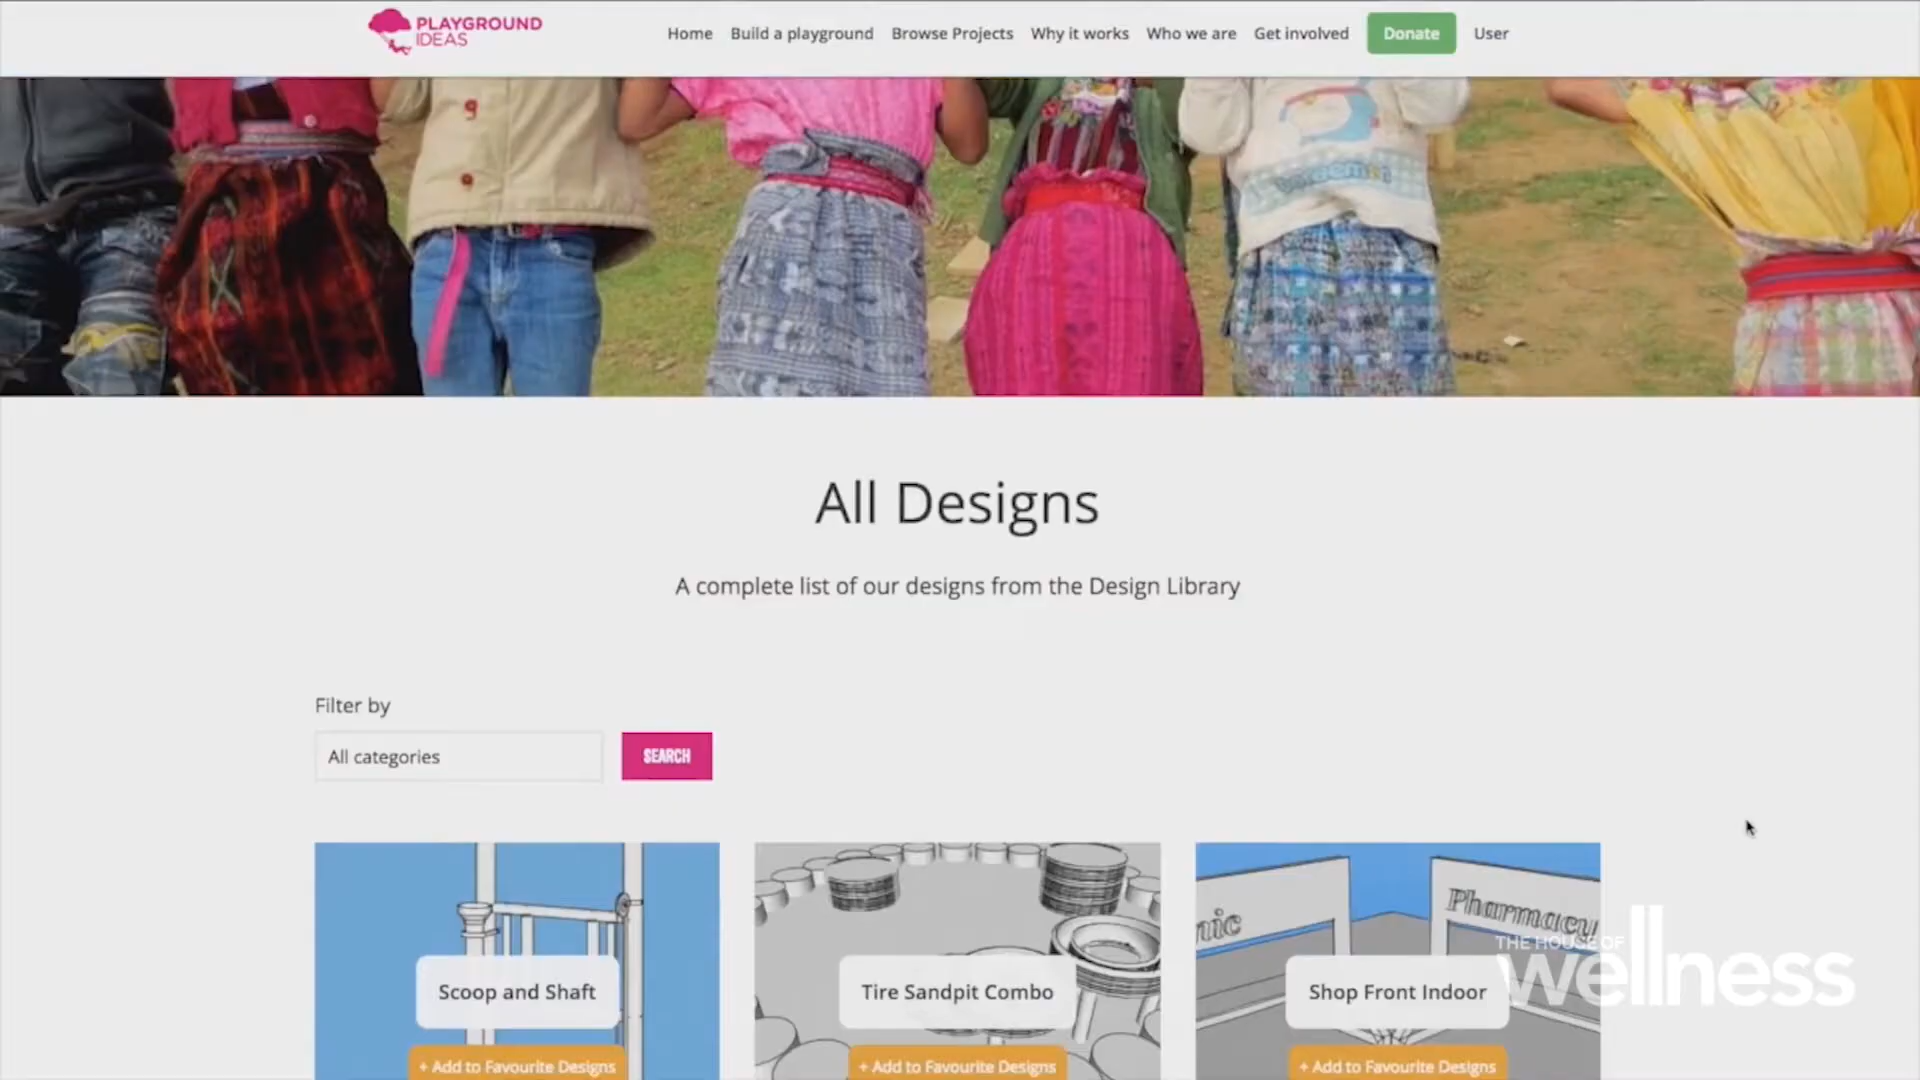 PLAYGROUND
IDEAS
Home Build a playground Browse Projects Why it works Who we are Get involved Donate User
All Designs
A complete list of our designs from the Design Library
Filter by
All categories SEARCH
nic Pharmacy
Scoop and Shaft Tire Sandpit Combo Shop Front Indoor
THE HOUSE OF
wellness
+ Add to Favourite Designs + Add to Favourite Designs + Add to Favourite Designs